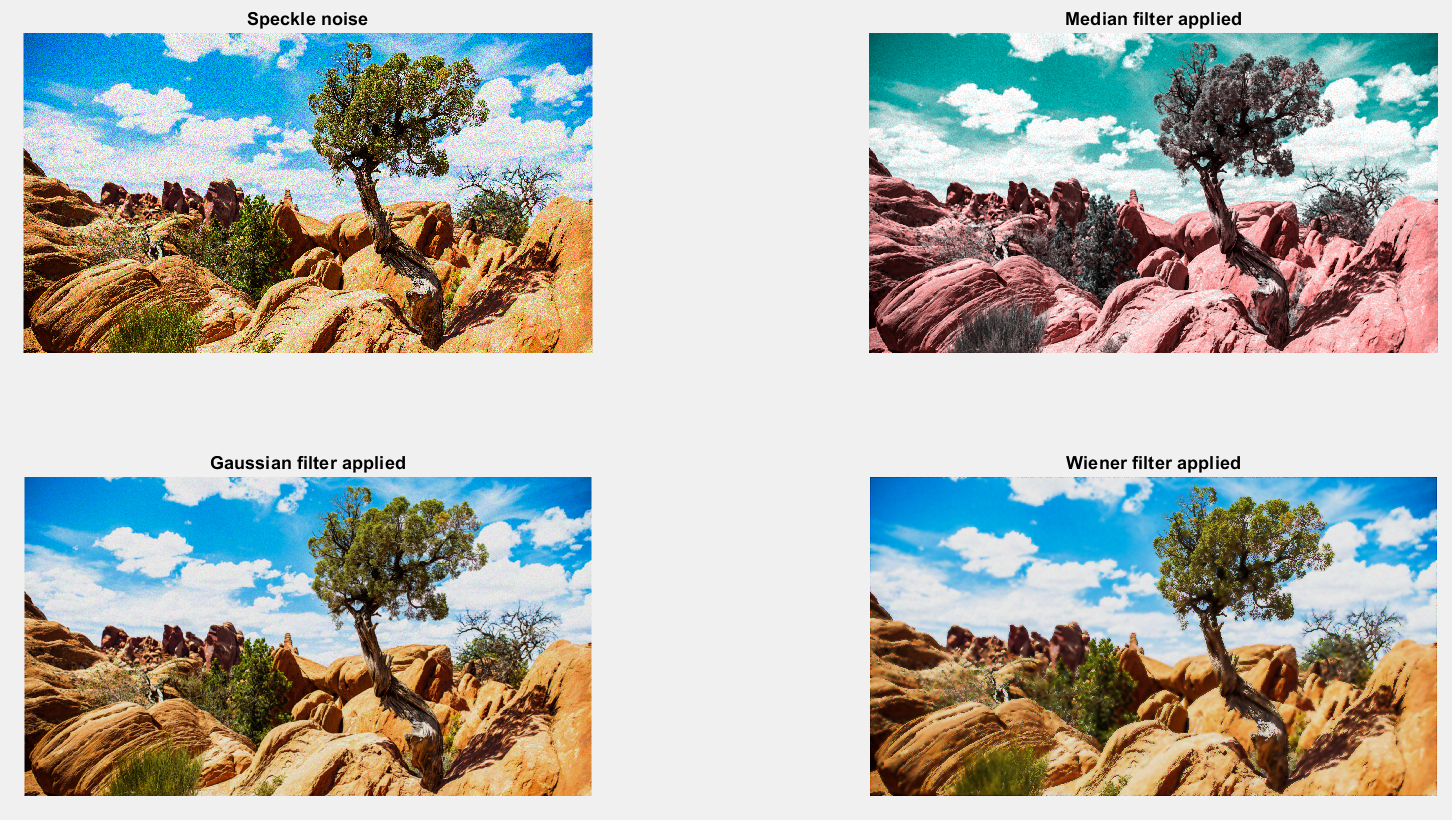 Speckle noise
Median filter applied
Gaussian filter applied
Wiener filter applied